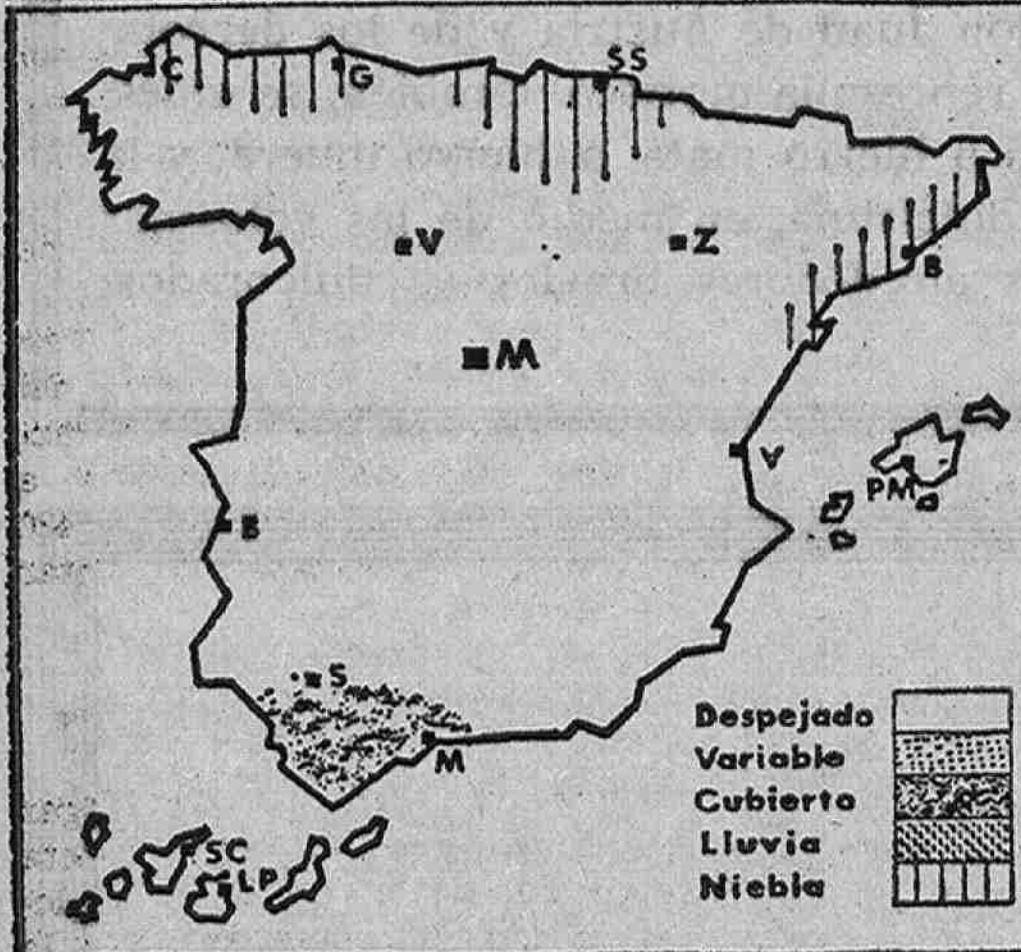 C
G
SS
V
Z
B
M
V
PM
B
S
M
SC
LP
Despejado
Variable
Cubierto
Lluvia
Niebla